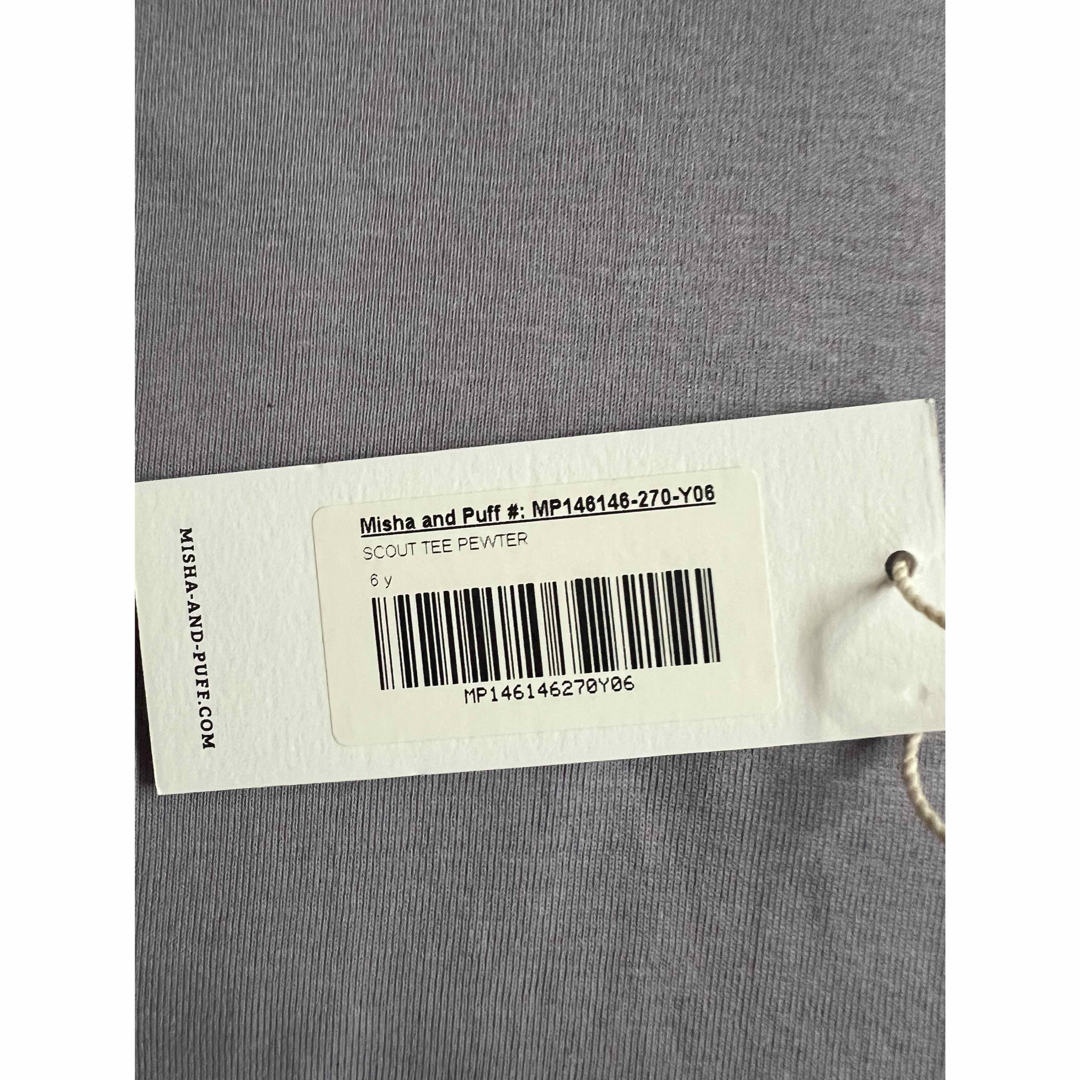 MISHA-AND-PUFF.COM
Misha and Puff #: MP146146-270-Y06
SCOUT TEE PEWTER
6 y
MP146146270Y06